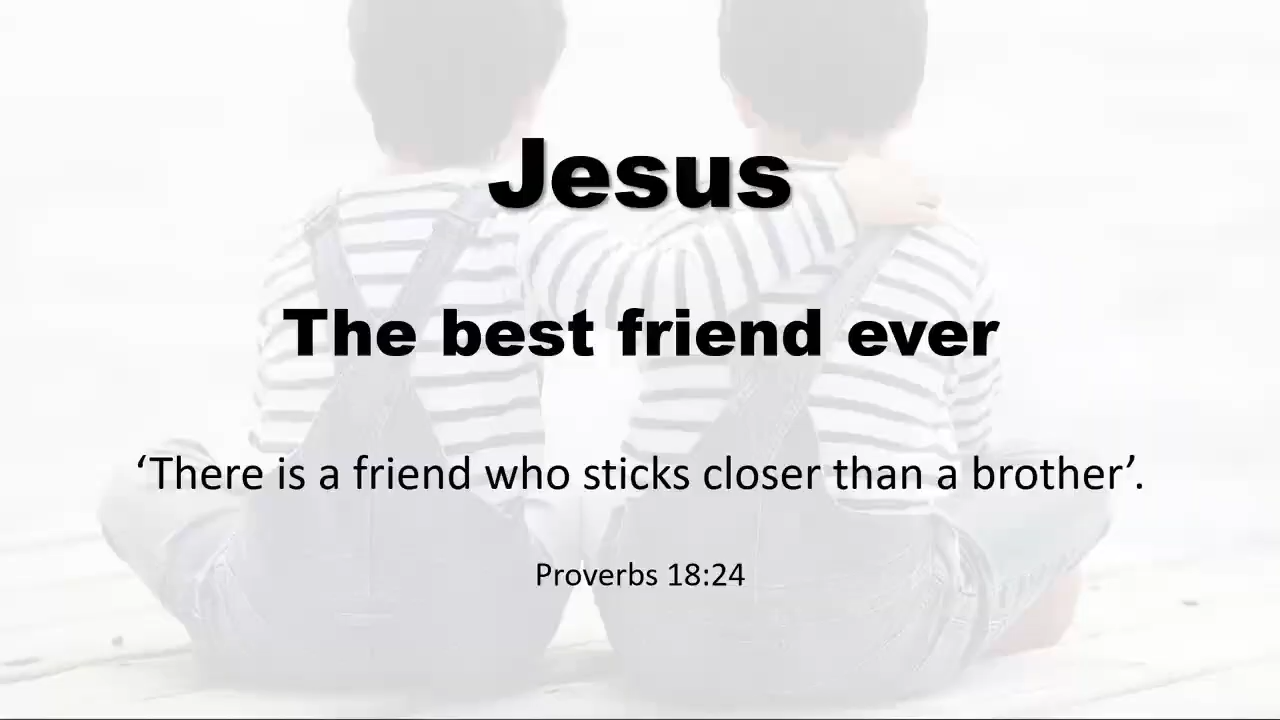 Jesus
The best friend ever
‘There is a friend who sticks closer than a brother’.
Proverbs 18:24